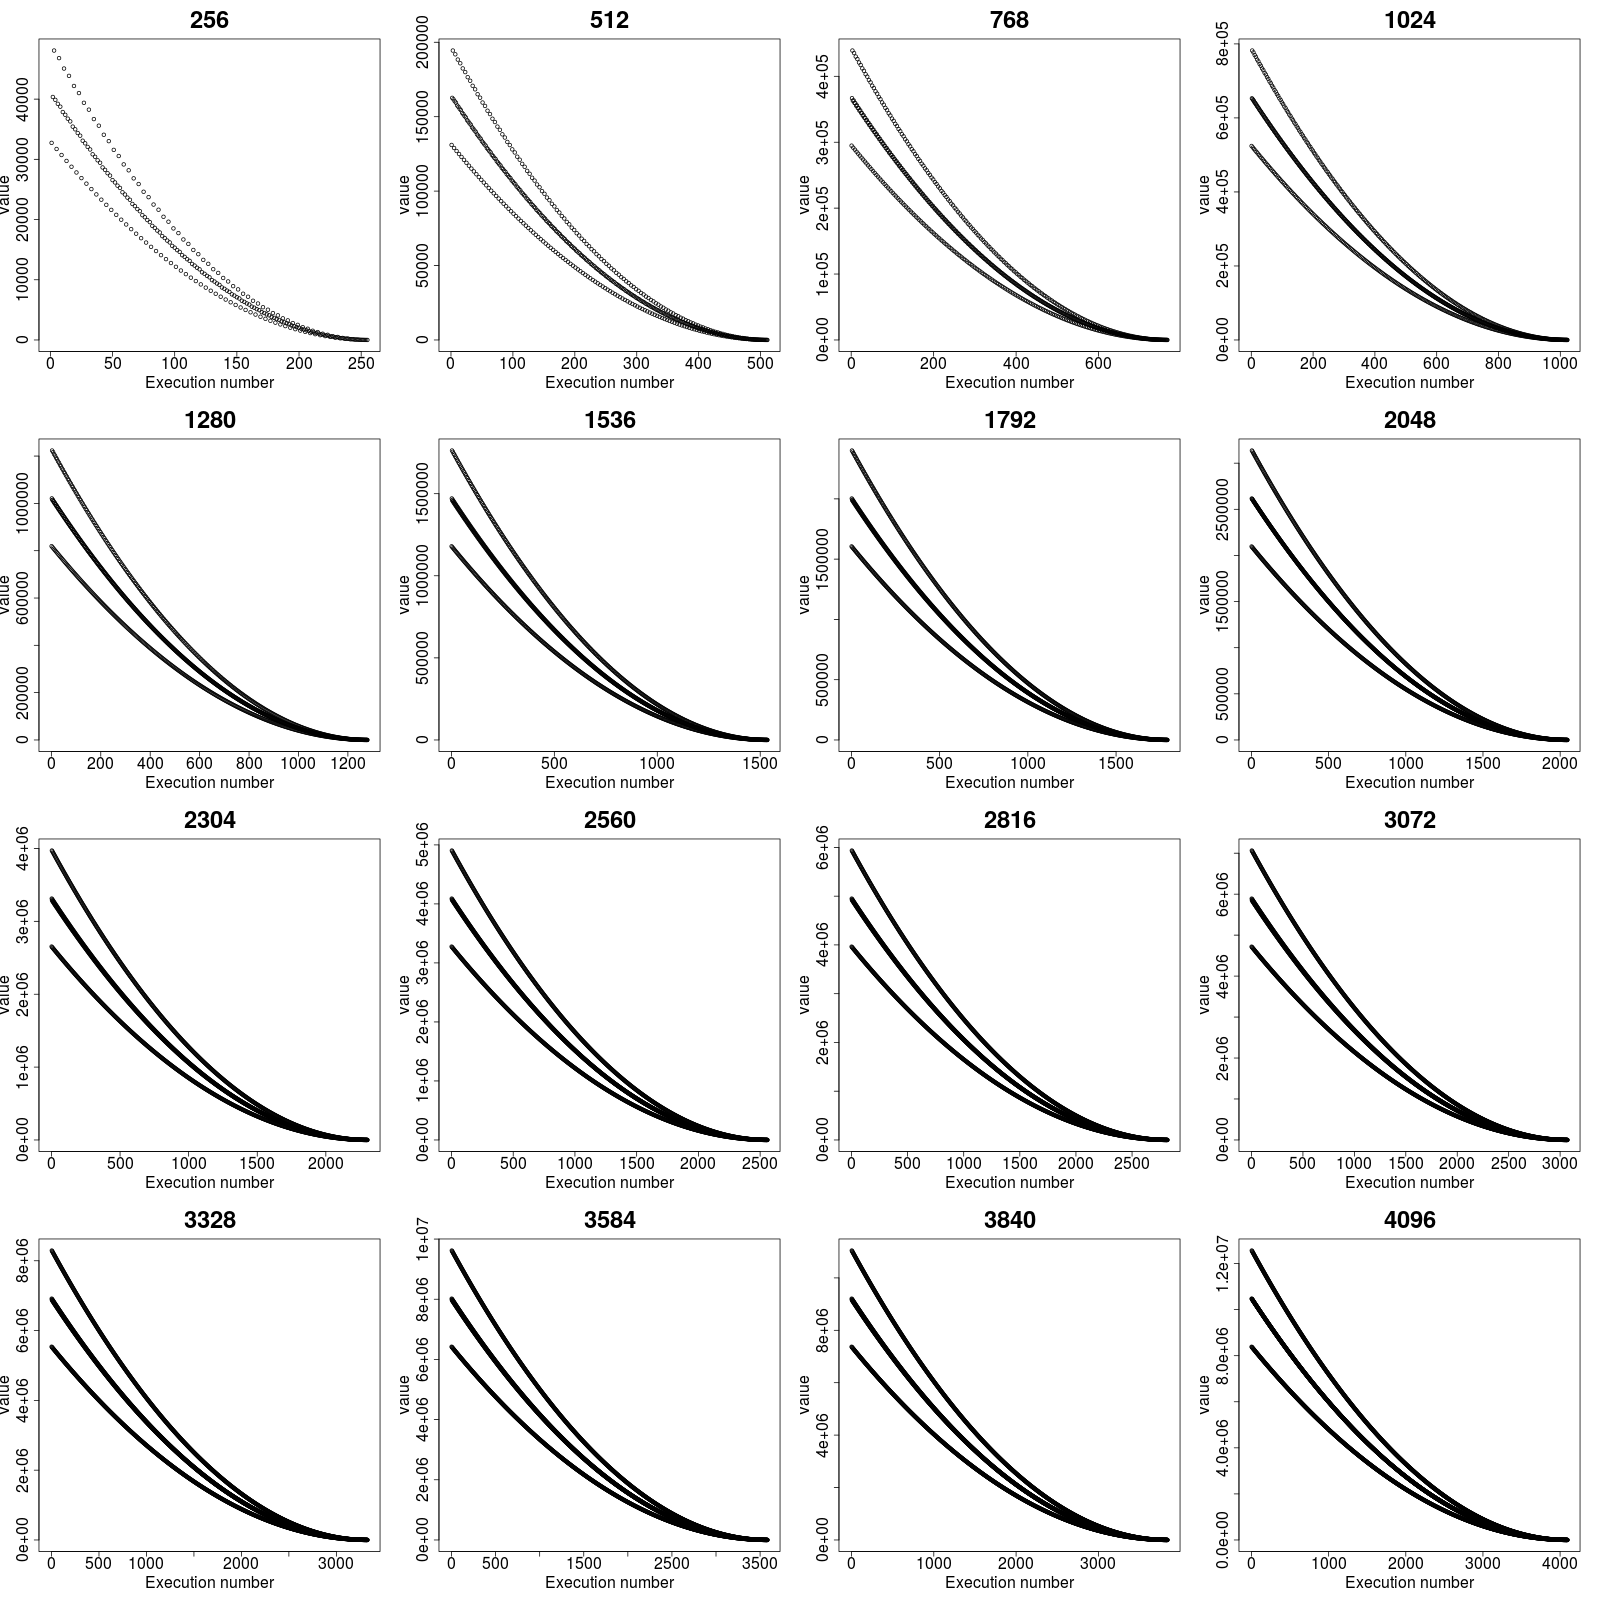 256
value
0
10000
20000
30000
40000
0 50 100 150 200 250
Execution number
512
value
0
50000
100000
150000
200000
0 100 200 300 400 500
Execution number
768
value
0e+00
1e+05
2e+05
3e+05
4e+05
0 200 400 600
Execution number
1024
value
0e+00
2e+05
4e+05
6e+05
8e+05
0 200 400 600 800 1000
Execution number
1280
value
0
200000
600000
1000000
0 200 400 600 800 1000 1200
Execution number
1536
value
0
500000
1000000
1500000
0 500 1000 1500
Execution number
1792
value
0
500000
1500000
0 500 1000 1500
Execution number
2048
value
0
500000
1500000
2500000
0 500 1000 1500 2000
Execution number
2304
value
0e+00
1e+06
2e+06
3e+06
4e+06
0 500 1000 1500 2000
Execution number
2560
value
0e+00
1e+06
2e+06
3e+06
4e+06
5e+06
0 500 1000 1500 2000 2500
Execution number
2816
value
0e+00
2e+06
4e+06
6e+06
0 500 1000 1500 2000 2500
Execution number
3072
value
0e+00
2e+06
4e+06
6e+06
0 500 1000 1500 2000 2500 3000
Execution number
3328
value
0e+00
2e+06
4e+06
6e+06
8e+06
0 500 1000 2000 3000
Execution number
3584
value
0e+00
2e+06
4e+06
6e+06
8e+06
1e+07
0 500 1500 2500 3500
Execution number
3840
value
0e+00
4e+06
8e+06
0 1000 2000 3000
Execution number
4096
value
0.0e+00
4.0e+06
8.0e+06
1.2e+07
0 1000 2000 3000 4000
Execution number